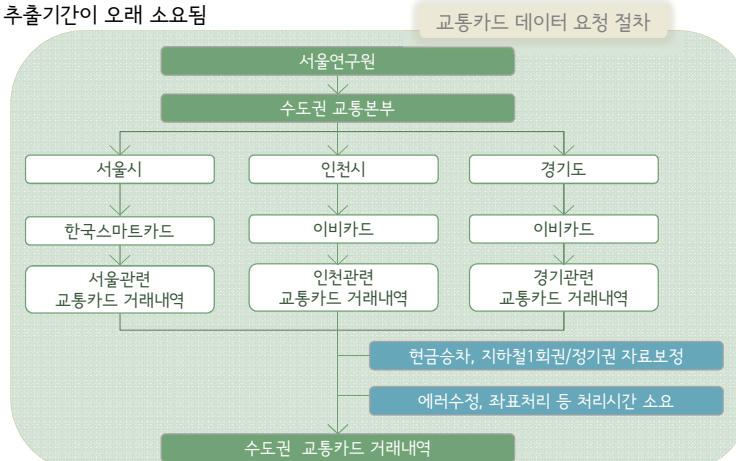 추출기간이 오래 소요됨
교통카드 데이터 요청 절차
서울연구원
수도권 교통본부
서울시
인천시
경기도
한국스마트카드
이비카드
이비카드
서울관련
교통카드 거래내역
인천관련
교통카드 거래내역
경기관련
교통카드 거래내역
현금승차, 지하철1회권/정기권 자료보정
에러수정, 좌표처리 등 처리시간 소요
수도권 교통카드 거래내역